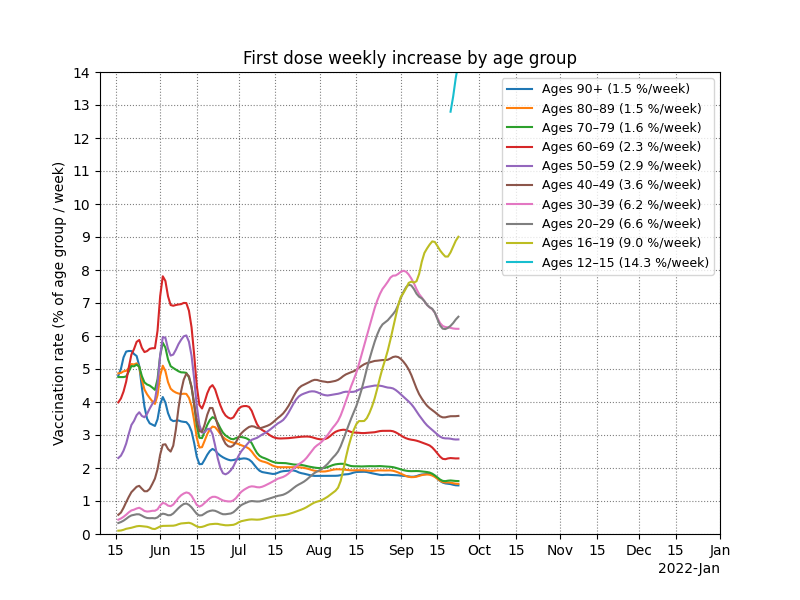 First dose weekly increase by age group
Vaccination rate (% of age group / week)
14
13
12
11
10
9
8
7
6
5
4
3
2
1
0
Ages 90+ (1.5 %/week)
Ages 80–89 (1.5 %/week)
Ages 70–79 (1.6 %/week)
Ages 60–69 (2.3 %/week)
Ages 50–59 (2.9 %/week)
Ages 40–49 (3.6 %/week)
Ages 30–39 (6.2 %/week)
Ages 20–29 (6.6 %/week)
Ages 16–19 (9.0 %/week)
Ages 12–15 (14.3 %/week)
15 Jun 15 Jul 15 Aug 15 Sep 15 Oct 15 Nov 15 Dec 15 Jan
2022-Jan